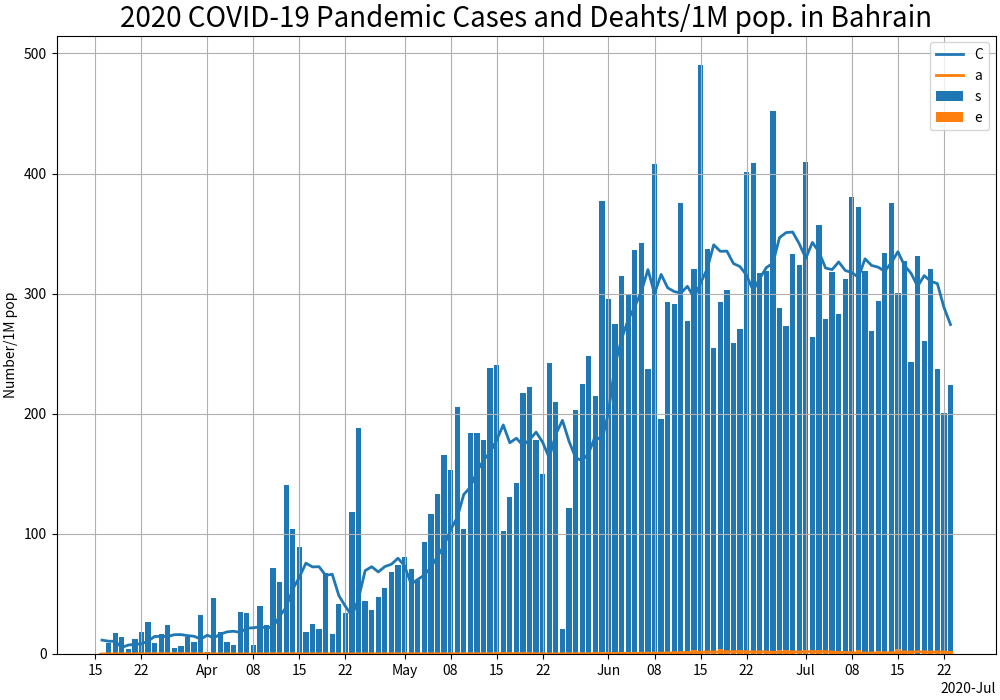 2020 COVID-19 Pandemic Cases and Deahts/1M pop. in Bahrain
500
400
300
200
100
0
Number/1M pop
C
a
s
e
15 22 Apr 08 15 22 May 08 15 22 Jun 08 15 22 Jul 08 15 22
2020-Jul